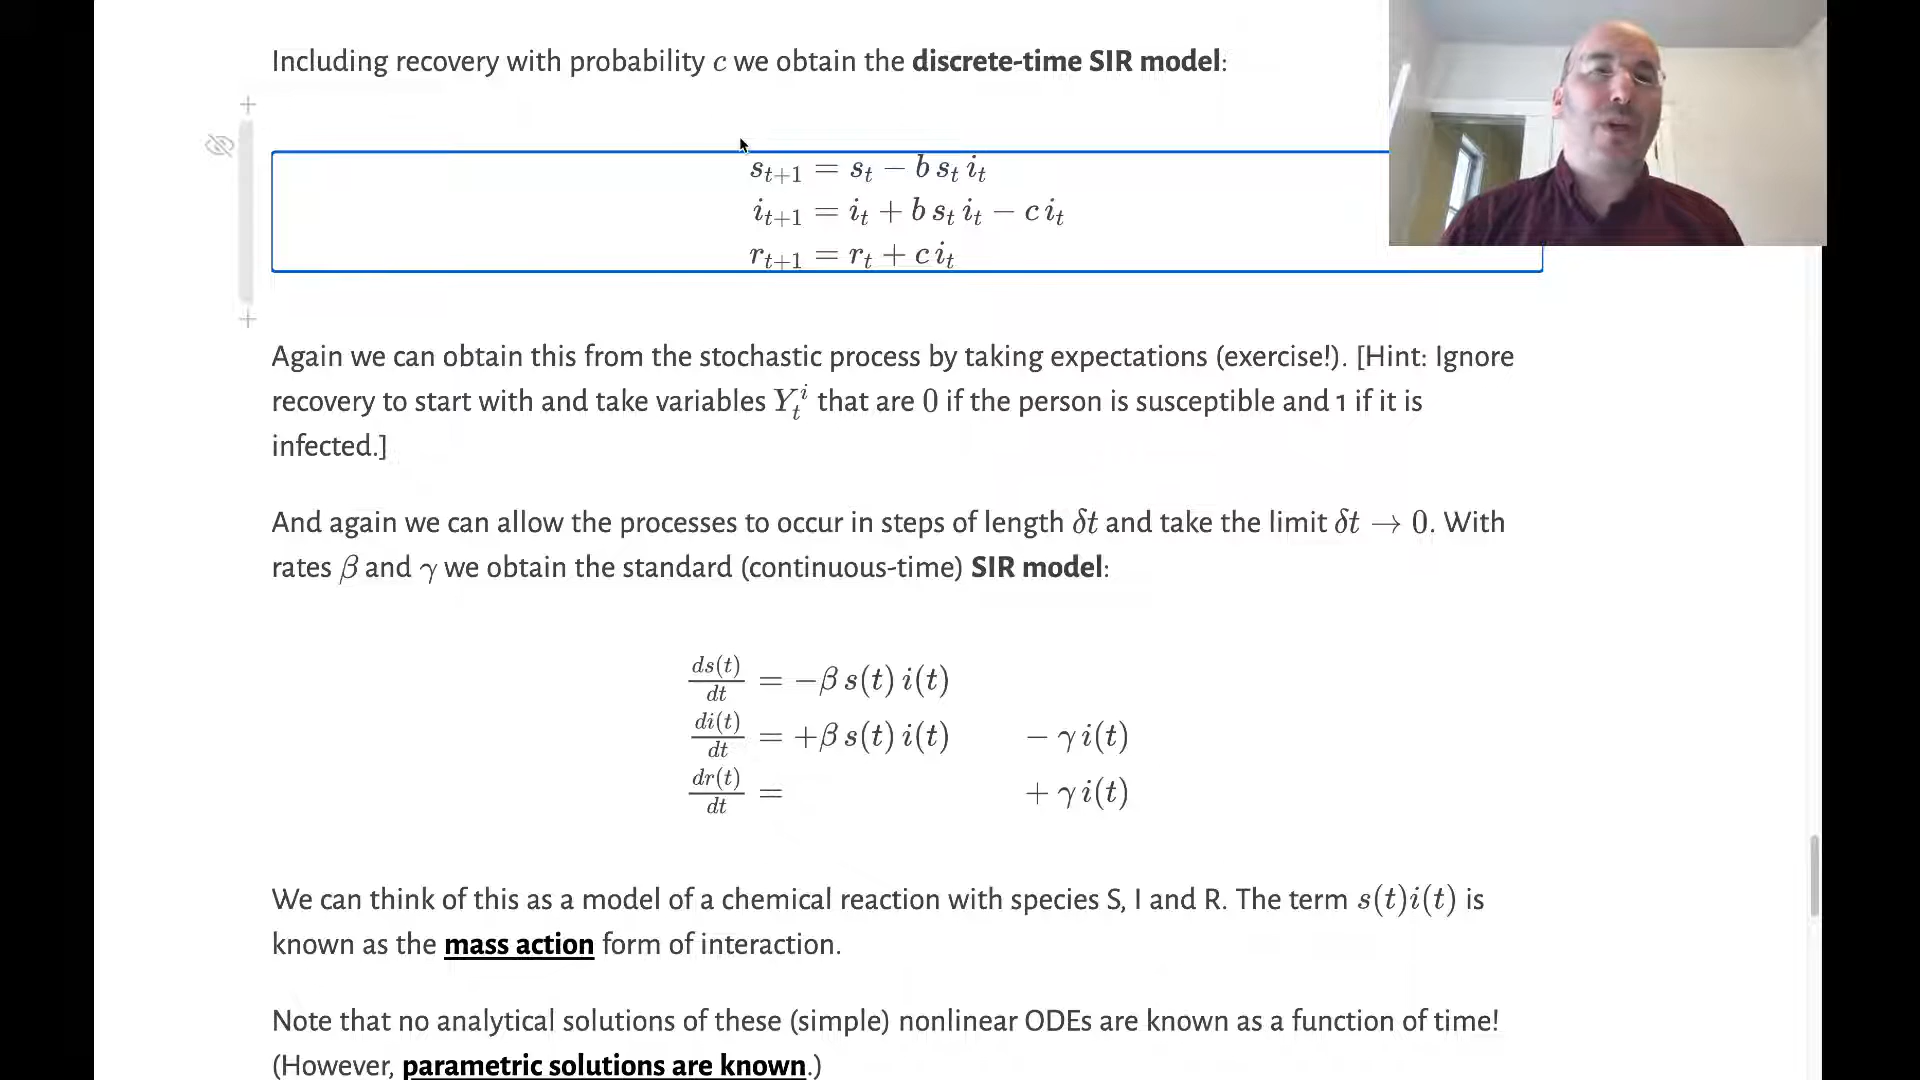 Including recovery with probability c we obtain the discrete-time SIR model:
s_{t+1} = s_t − b s_t i_t
i_{t+1} = i_t + b s_t i_t − c i_t
r_{t+1} = r_t + c i_t
Again we can obtain this from the stochastic process by taking expectations (exercise!). [Hint: Ignore
recovery to start with and take variables Y_t^i that are 0 if the person is susceptible and 1 if it is
infected.]
And again we can allow the processes to occur in steps of length δt and take the limit δt → 0. With
rates β and γ we obtain the standard (continuous-time) SIR model:
ds(t)/dt = −β s(t) i(t)
di(t)/dt = +β s(t) i(t) − γ i(t)
dr(t)/dt = + γ i(t)
We can think of this as a model of a chemical reaction with species S, I and R. The term s(t)i(t) is
known as the mass action form of interaction.
Note that no analytical solutions of these (simple) nonlinear ODEs are known as a function of time!
(However, parametric solutions are known.)